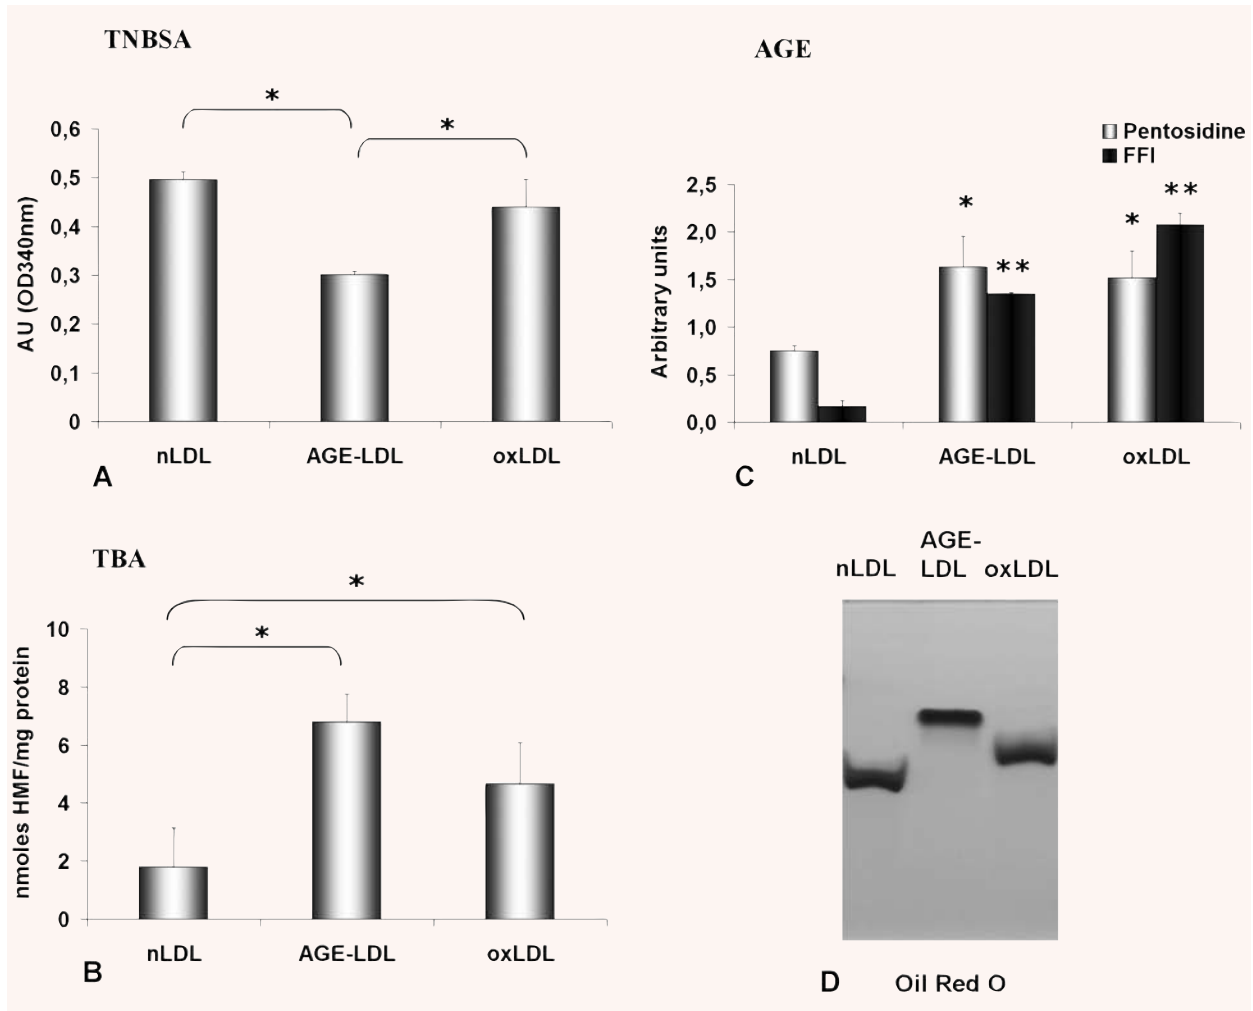 TNBSA
*
*
0,6
0,5
0,4
0,3
0,2
0,1
0
AU (OD340nm)
nLDL AGE-LDL oxLDL
A
AGE
Pentosidine
FFI
2,5
2,0
1,5
1,0
0,5
0,0
Arbitrary units
*
**
*
**
nLDL AGE-LDL oxLDL
C
TBA
*
*
10
8
6
4
2
0
nmoles HMF/mg protein
nLDL AGE-LDL oxLDL
B
nLDL AGE- oxLDL
LDL
D Oil Red O